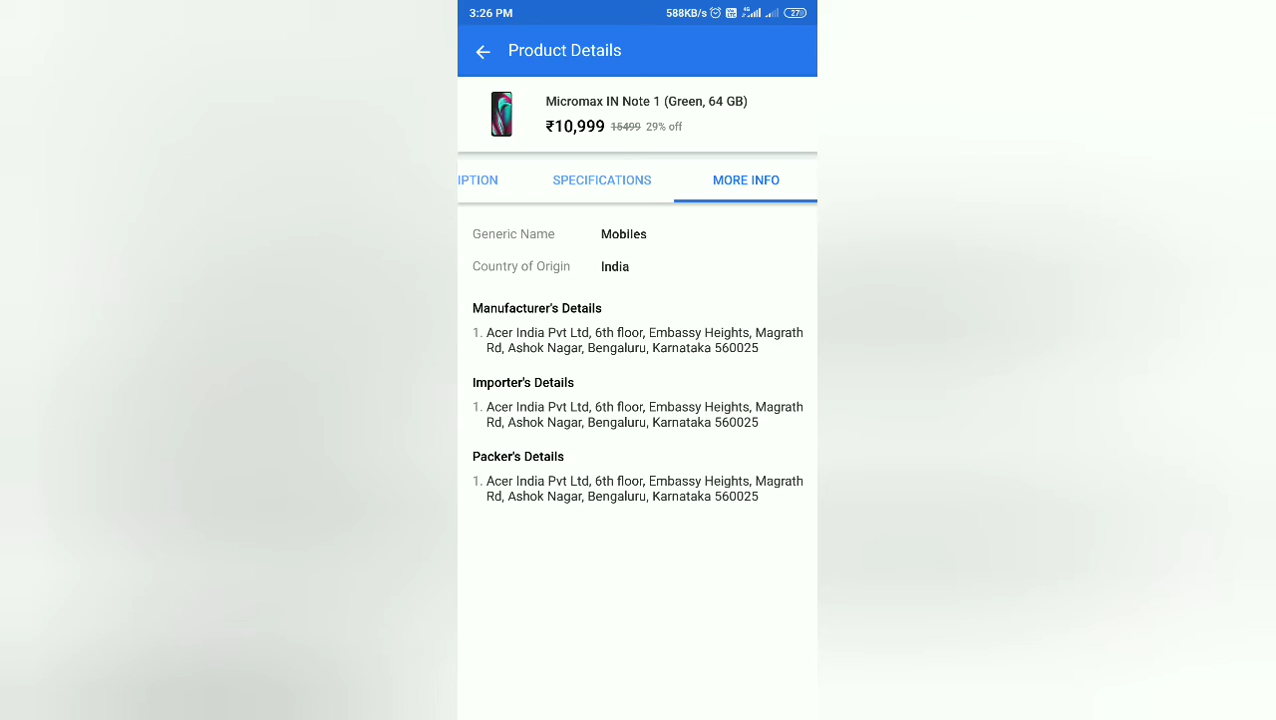 3:26 PM 588KB/s 4G 27
Product Details
Micromax IN Note 1 (Green, 64 GB)
₹10,999 15499 29% off
IPTION SPECIFICATIONS MORE INFO
Generic Name Mobiles
Country of Origin India
Manufacturer's Details
1. Acer India Pvt Ltd, 6th floor, Embassy Heights, Magrath
Rd, Ashok Nagar, Bengaluru, Karnataka 560025
Importer's Details
1. Acer India Pvt Ltd, 6th floor, Embassy Heights, Magrath
Rd, Ashok Nagar, Bengaluru, Karnataka 560025
Packer's Details
1. Acer India Pvt Ltd, 6th floor, Embassy Heights, Magrath
Rd, Ashok Nagar, Bengaluru, Karnataka 560025